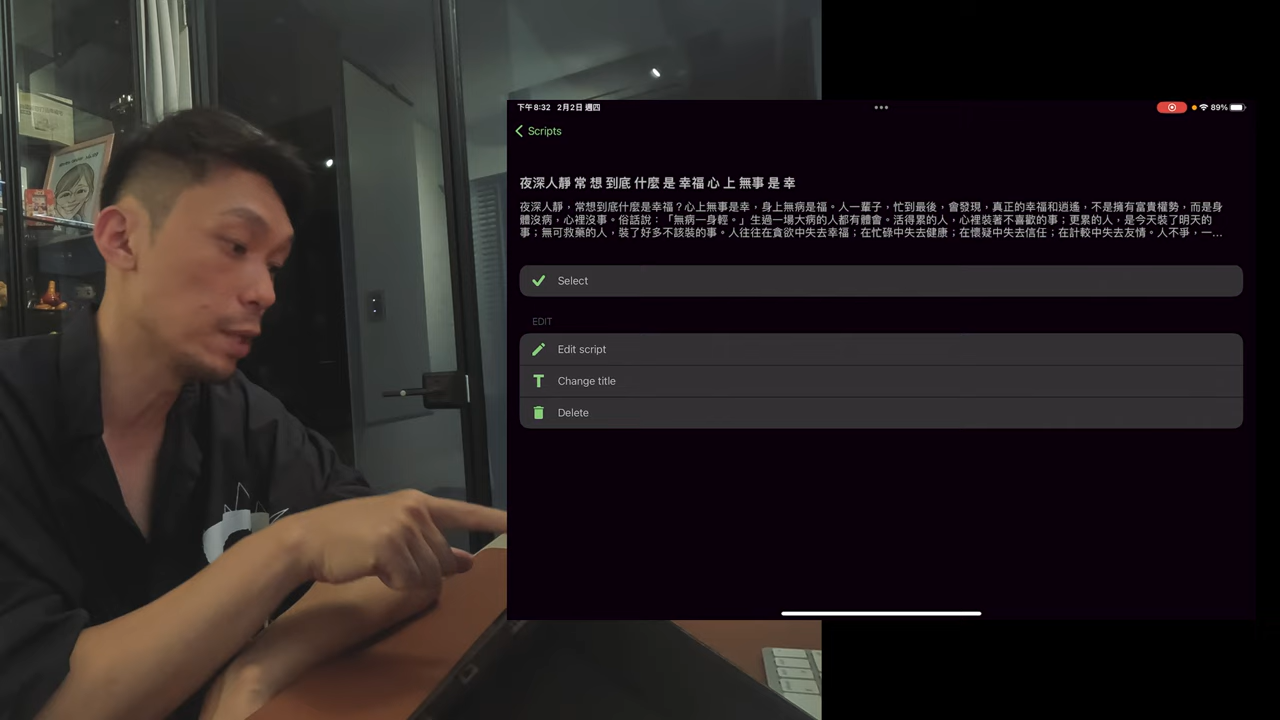 下午8:32 2月2日 週四
89%
Scripts
夜深人靜 常 想 到底 什麼 是 幸福 心 上 無事 是 幸
夜深人靜，常想到底什麼是幸福？心上無事是幸，身上無病是福。人一輩子，忙到最後，會發現，真正的幸福和逍遙，不是擁有富貴權勢，而是身
體沒病，心裡沒事。俗話說：「無病一身輕。」生過一場大病的人都有體會。活得累的人，心裡裝著不喜歡的事；更累的人，是今天裝了明天的
事；無可救藥的人，裝了好多不該裝的事。人往往在貪欲中失去幸福；在忙碌中失去健康；在懷疑中失去信任；在計較中失去友情。人不爭，一...
Select
EDIT
Edit script
Change title
Delete